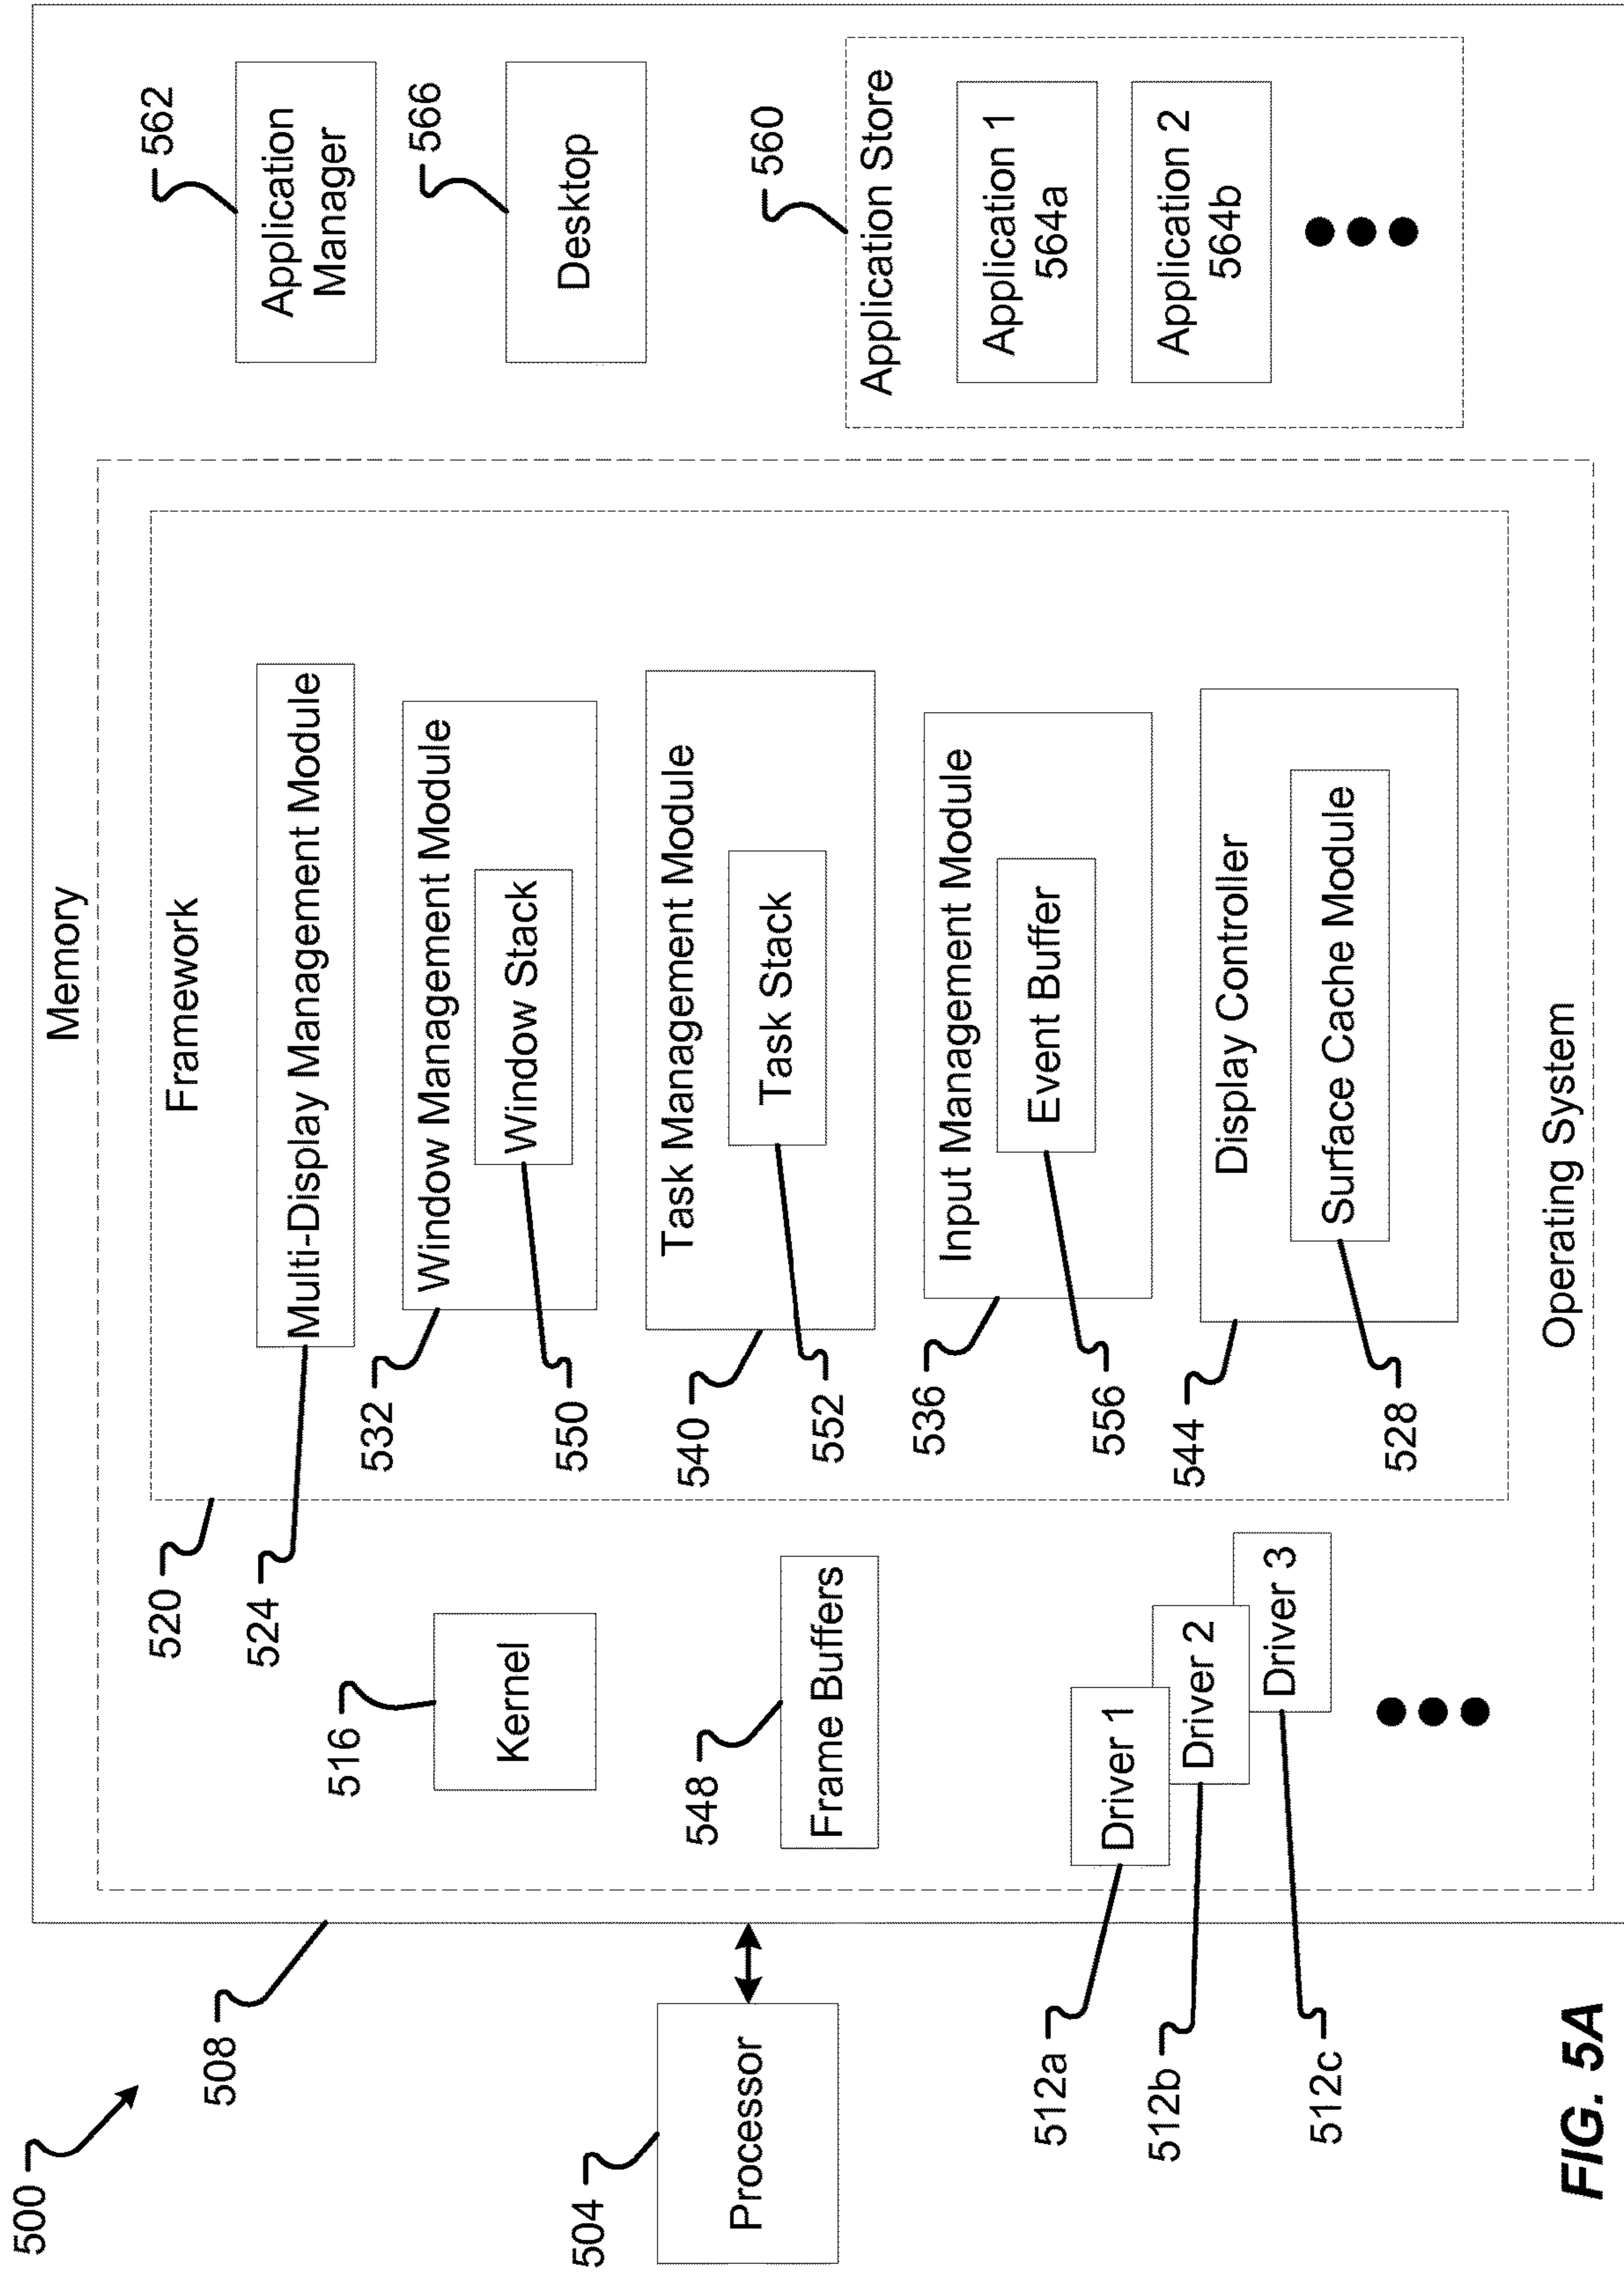 500
508
504
Processor
Memory
Operating System
516
Kernel
548
Frame Buffers
Driver 1
Driver 2
Driver 3
512a
512b
512c
520
Framework
524
Multi-Display Management Module
532
Window Management Module
550
Window Stack
540
Task Management Module
552
Task Stack
536
Input Management Module
556
Event Buffer
544
Display Controller
528
Surface Cache Module
562
Application
Manager
566
Desktop
560
Application Store
Application 1
564a
Application 2
564b
FIG. 5A